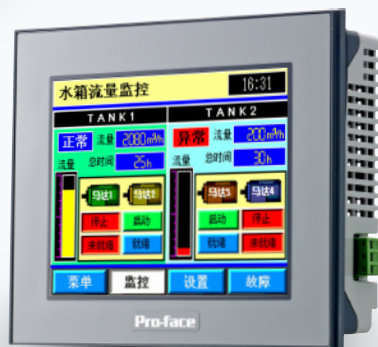 水箱流量监控 16:31
TANK1 TANK2
正常 流量 2080m³/h 异常 流量 200m³/h
流量 总时间 25h 流量 总时间 30h
马达1 马达2 马达3 马达4
停止 启动 启动 停止
未就绪 就绪 就绪 未就绪
菜单 监控 设置 故障
Pro-face